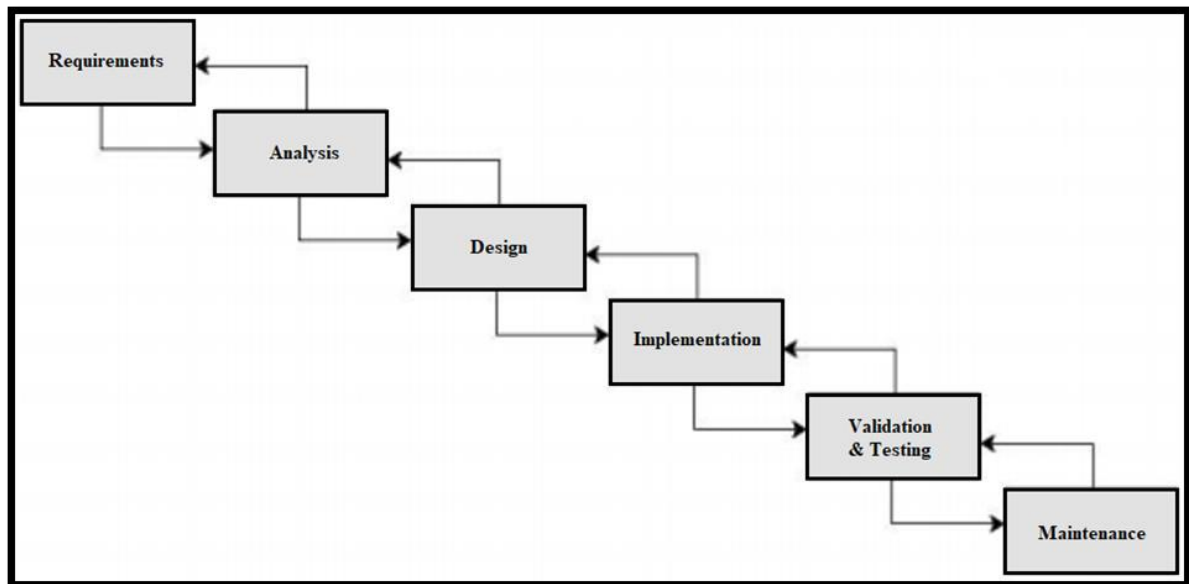 Requirements
Analysis
Design
Implementation
Validation
& Testing
Maintenance